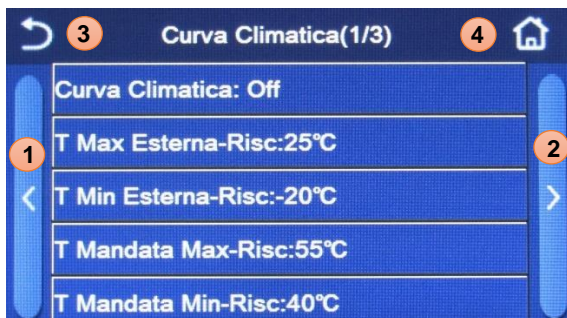 3
Curva Climatica(1/3)
4
Curva Climatica: Off
1
T Max Esterna-Risc:25℃
2
T Min Esterna-Risc:-20℃
T Mandata Max-Risc:55℃
T Mandata Min-Risc:40℃